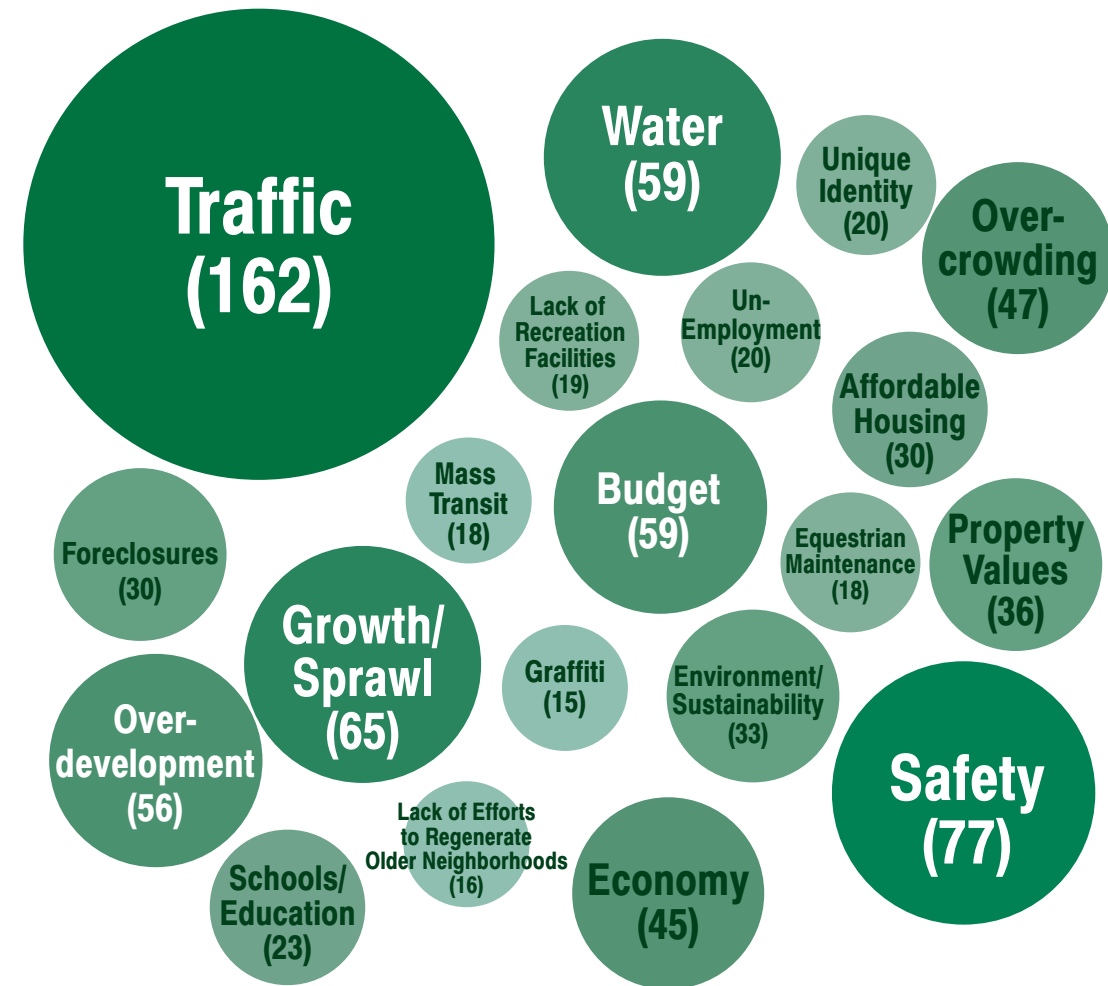 Traffic
(162)
Water
(59)
Unique
Identity
(20)
Over-
crowding
(47)
Lack of
Recreation
Facilities
(19)
Un-
Employment
(20)
Affordable
Housing
(30)
Mass
Transit
(18)
Budget
(59)
Foreclosures
(30)
Equestrian
Maintenance
(18)
Property
Values
(36)
Growth/
Sprawl
(65)
Graffiti
(15)
Environment/
Sustainability
(33)
Over-
development
(56)
Safety
(77)
Lack of Efforts
to Regenerate
Older Neighborhoods
(16)
Schools/
Education
(23)
Economy
(45)